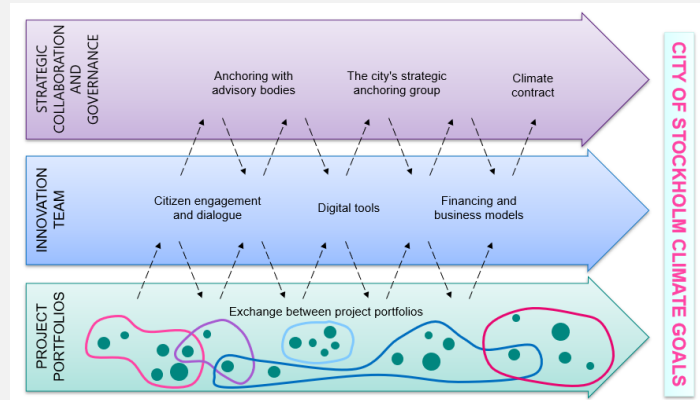 STRATEGIC
COLLABORATION
AND
GOVERNANCE
Anchoring with
advisory bodies
The city's strategic
anchoring group
Climate
contract
INNOVATION
TEAM
Citizen engagement
and dialogue
Digital tools
Financing and
business models
PROJECT
PORTFOLIOS
Exchange between project portfolios
CITY OF STOCKHOLM CLIMATE GOALS